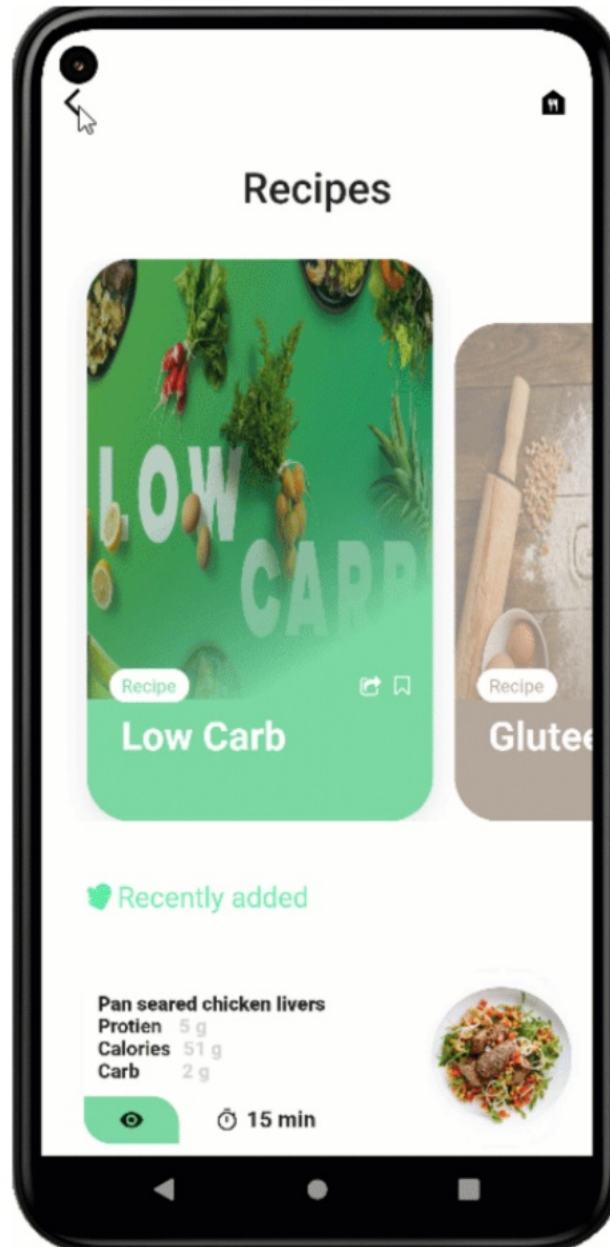 Recipes
LOW
CARB
Recipe
Low Carb
Recipe
Glutee
Recently added
Pan seared chicken livers
Protien 5 g
Calories 51 g
Carb 2 g
15 min